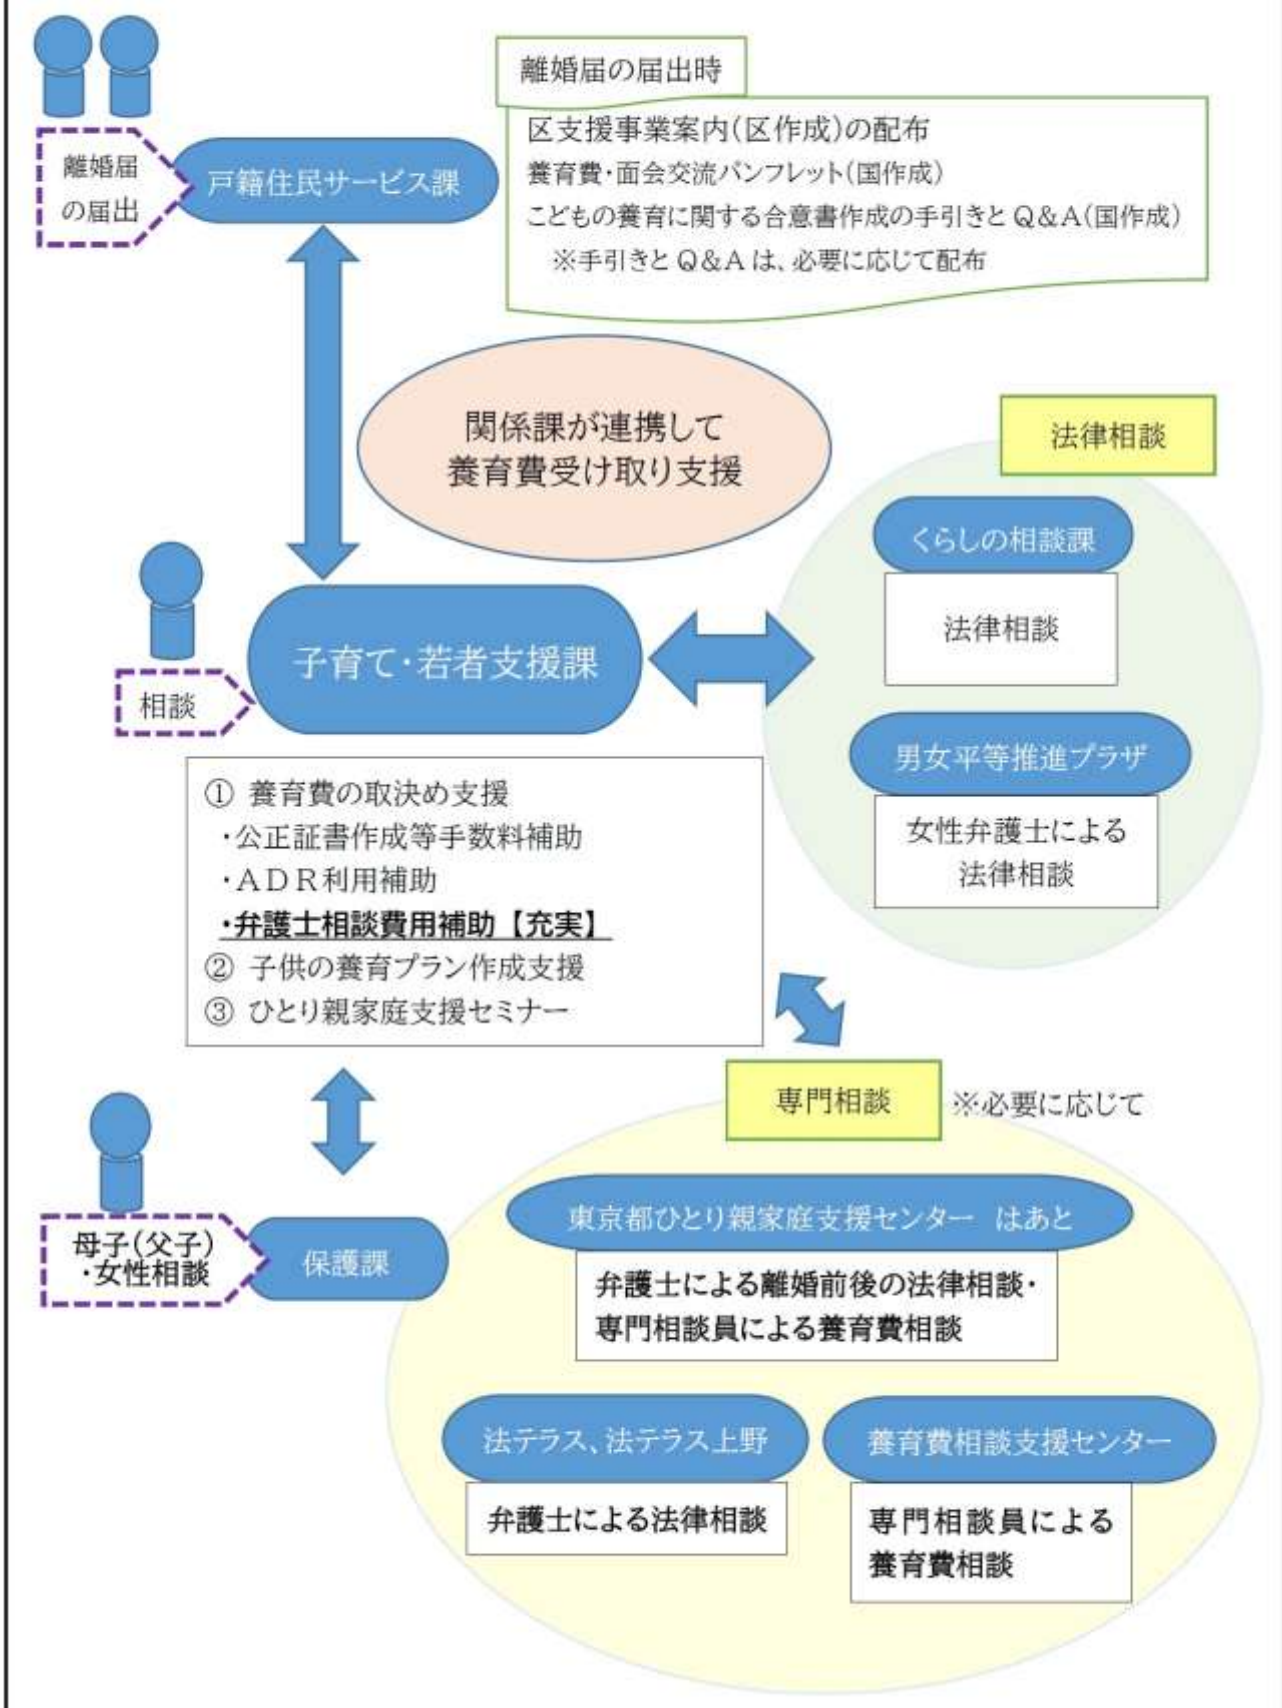 離婚届の届出時
区支援事業案内(区作成)の配布
養育費・面会交流パンフレット(国作成)
こどもの養育に関する合意書作成の手引きとQ&A(国作成)
※手引きとQ&Aは、必要に応じて配布
離婚届
の届出
戸籍住民サービス課
関係課が連携して
養育費受け取り支援
法律相談
くらしの相談課
法律相談
男女平等推進プラザ
女性弁護士による
法律相談
相談
子育て・若者支援課
① 養育費の取決め支援
・公正証書作成等手数料補助
・ADR利用補助
・弁護士相談費用補助【充実】
② 子供の養育プラン作成支援
③ ひとり親家庭支援セミナー
専門相談
※必要に応じて
母子(父子)
・女性相談
保護課
東京都ひとり親家庭支援センター はあと
弁護士による離婚前後の法律相談・
専門相談員による養育費相談
法テラス、法テラス上野
弁護士による法律相談
養育費相談支援センター
専門相談員による
養育費相談